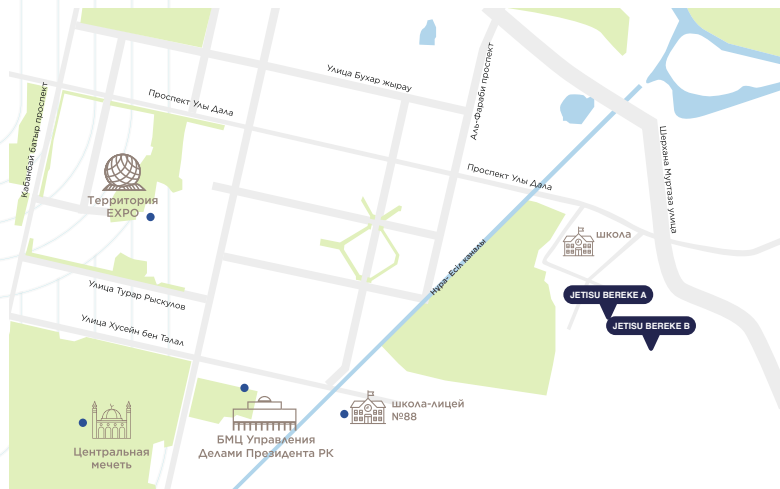 Улица Бухар жырау
Проспект Улы Дала
Аль-Фараби проспект
Кабанбай батыр проспект
Шерхана Муртаза улица
Территория
EXPO
Проспект Улы Дала
школа
Нура- Есіл каналы
JETISU BEREKE A
JETISU BEREKE B
Улица Турар Рыскулов
Улица Хусейн бен Талал
школа-лицей
№88
БМЦ Управления
Делами Президента РК
Центральная
мечеть